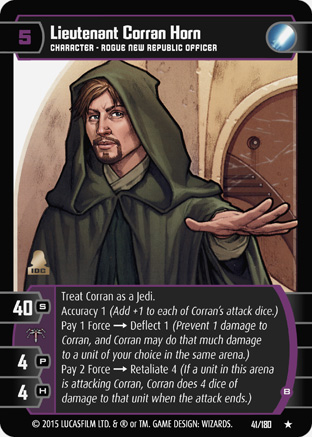 5
Lieutenant Corran Horn
CHARACTER • ROGUE NEW REPUBLIC OFFICER
IDC
40 S
4 P
4 H
Treat Corran as a Jedi.
Accuracy 1 (Add +1 to each of Corran's attack dice.)
Pay 1 Force → Deflect 1 (Prevent 1 damage to
Corran, and Corran may do that much damage
to a unit of your choice in the same arena.)
Pay 2 Force → Retaliate 4 (If a unit in this arena
is attacking Corran, Corran does 4 dice of
damage to that unit when the attack ends.)
B
© 2015 LUCASFILM LTD. & ® or TM. GAME DESIGN: WIZARDS.
41/180 ★